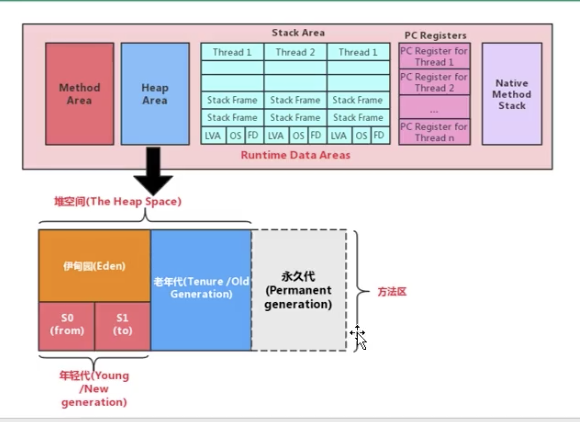 Stack Area
PC Registers
Method
Area
Heap
Area
Thread 1
Thread 2
Thread 1
Stack Frame
Stack Frame
Stack Frame
Stack Frame
Stack Frame
Stack Frame
LVA
OS
FD
LVA
OS
FD
LVA
OS
FD
PC Register for
Thread 1
PC Register for
Thread 2
...
PC Register for
Thread n
Native
Method
Stack
Runtime Data Areas
堆空间(The Heap Space)
伊甸园(Eden)
S0
(from)
S1
(to)
老年代(Tenure /Old
Generation)
永久代
(Permanent
generation)
方法区
年轻代(Young
/New
generation)